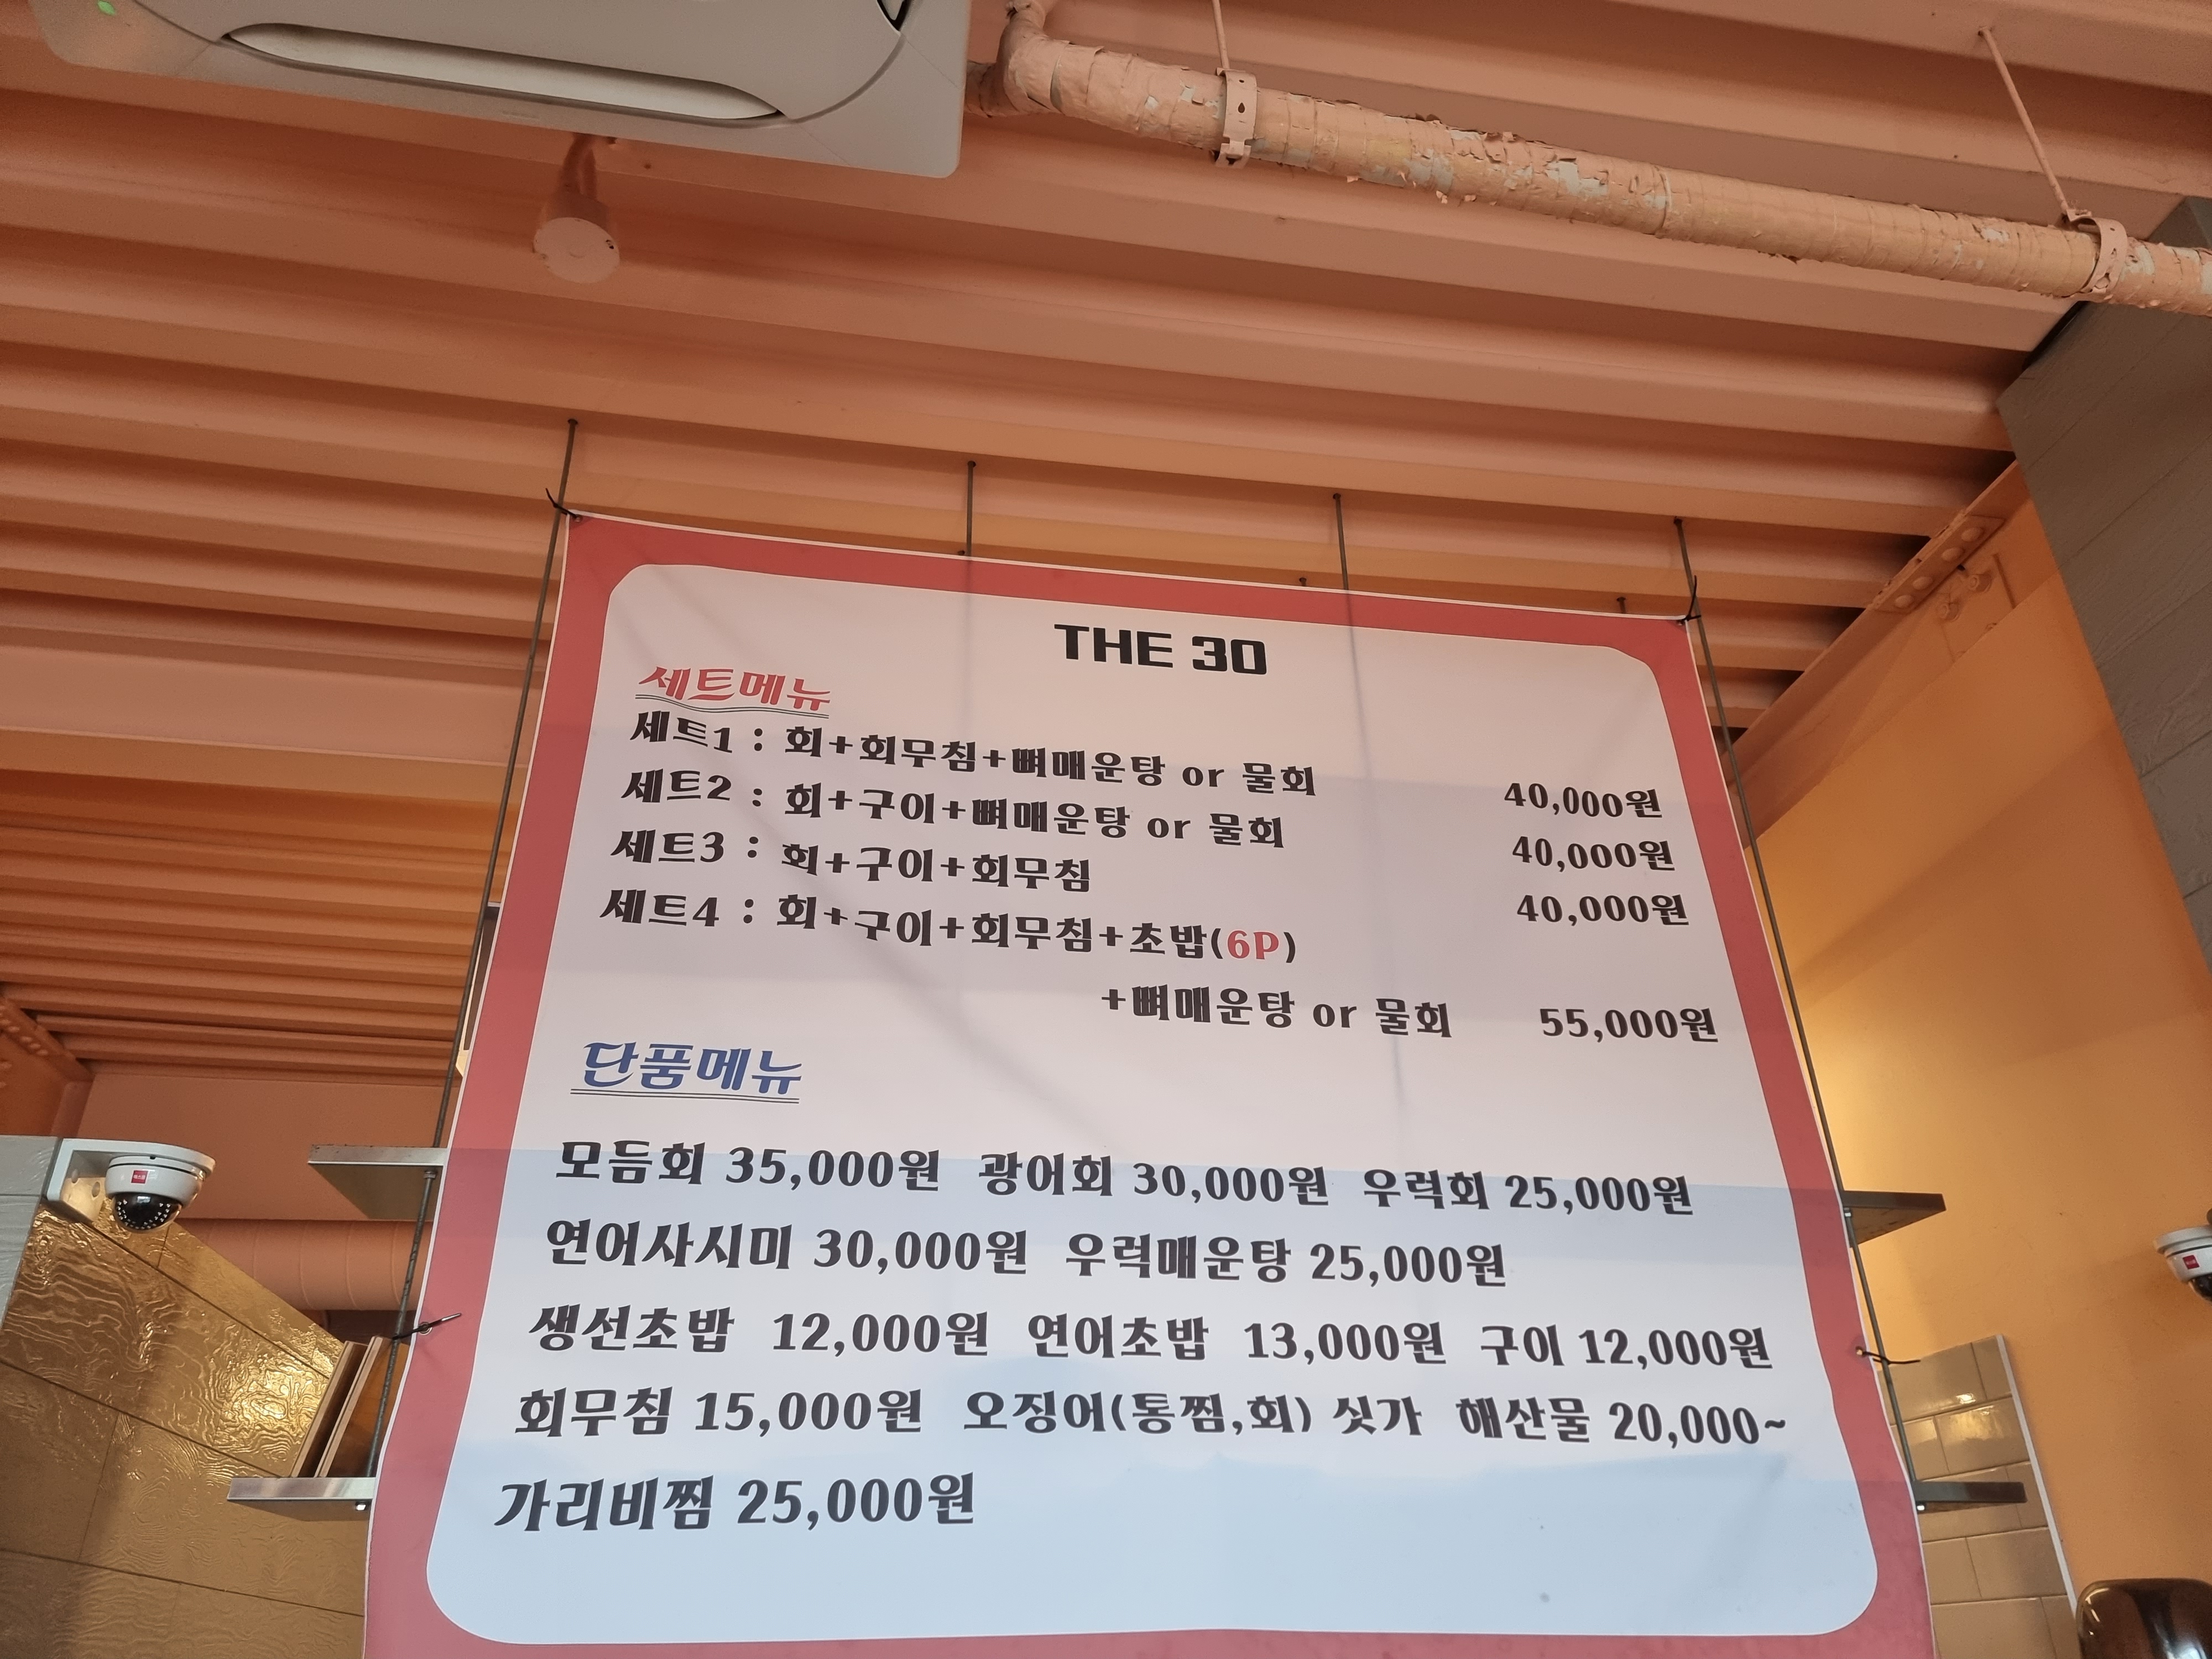 THE 30
세트메뉴
세트1 : 회+회무침+뼈매운탕 or 물회 40,000원
세트2 : 회+구이+뼈매운탕 or 물회 40,000원
세트3 : 회+구이+회무침 40,000원
세트4 : 회+구이+회무침+초밥(6P)
+뼈매운탕 or 물회 55,000원
단품메뉴
모듬회 35,000원 광어회 30,000원 우럭회 25,000원
연어사시미 30,000원 우럭매운탕 25,000원
생선초밥 12,000원 연어초밥 13,000원 구이 12,000원
회무침 15,000원 오징어(통찜,회) 싯가 해산물 20,000~
가리비찜 25,000원